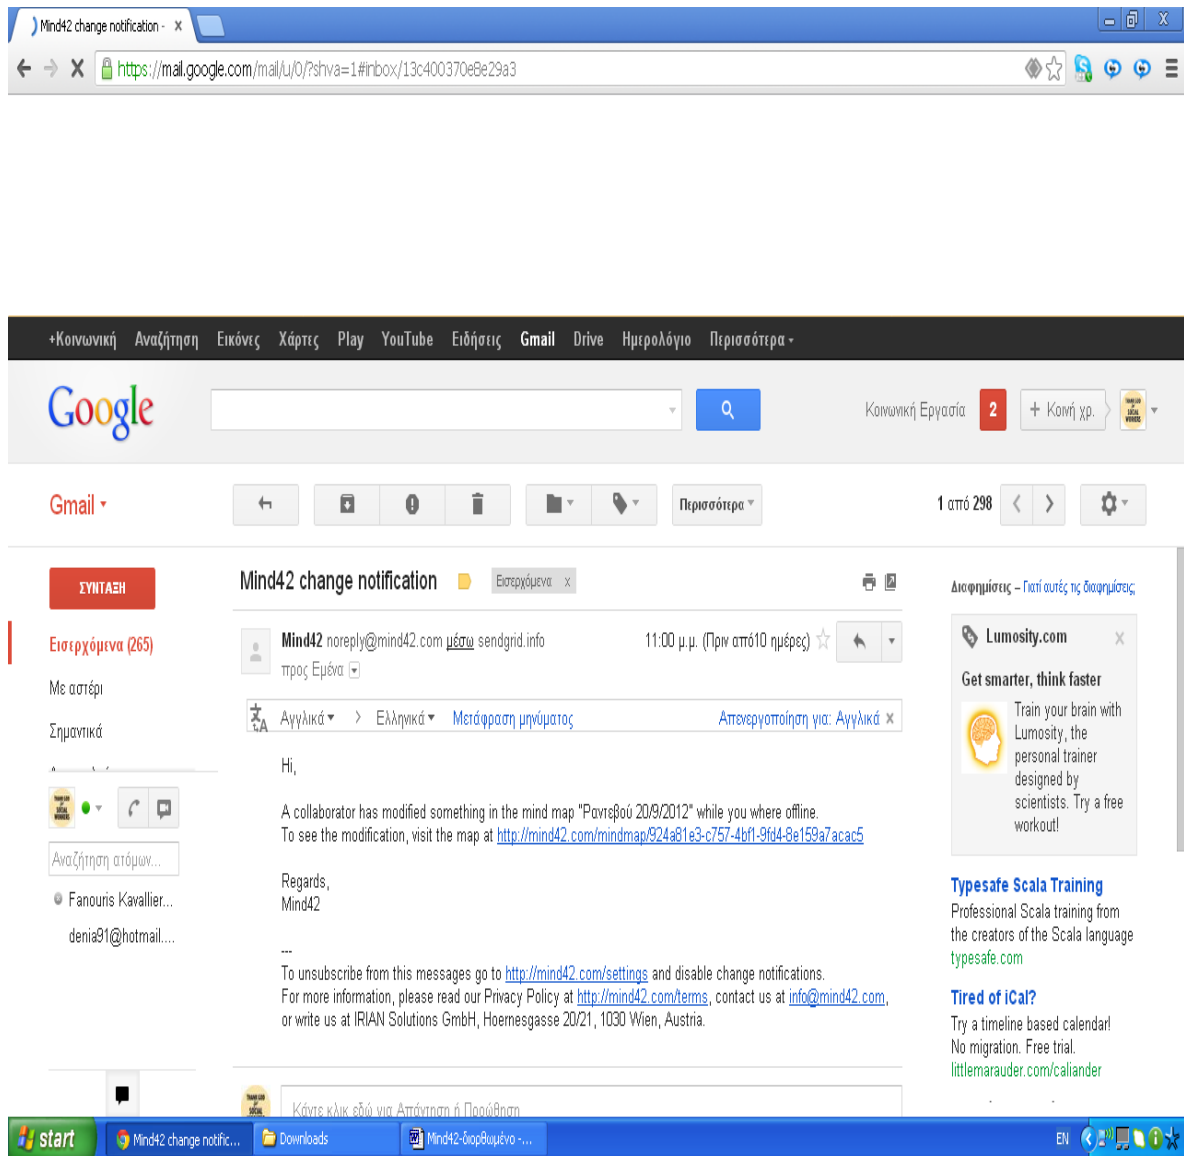 Mind42 change notification -
https://mail.google.com/mail/u/0/?shva=1#inbox/13c400370e8e29a3
+Κοινωνική Αναζήτηση Εικόνες Χάρτες Play YouTube Ειδήσεις Gmail Drive Ημερολόγιο Περισσότερα
Google
Κοινωνική Εργασία 2 + Κοινή χρ.
Gmail
Περισσότερα
1 από 298
ΣΥΝΤΑΞΗ
Εισερχόμενα (265)
Με αστέρι
Σημαντικά
Αναζήτηση ατόμων...
Fanouris Kavallier...
denia91@hotmail....
Mind42 change notification Εισερχόμενα x
Mind42 noreply@mind42.com μέσω sendgrid.info 11:00 μ.μ. (Πριν από10 ημέρες)
προς Εμένα
Αγγλικά > Ελληνικά Μετάφραση μηνύματος Απενεργοποίηση για: Αγγλικά x
Hi,
A collaborator has modified something in the mind map "Ραντεβού 20/9/2012" while you where offline.
To see the modification, visit the map at http://mind42.com/mindmap/924a81e3-c757-4bf1-9fd4-8e159a7acac5
Regards,
Mind42
---
To unsubscribe from this messages go to http://mind42.com/settings and disable change notifications.
For more information, please read our Privacy Policy at http://mind42.com/terms, contact us at info@mind42.com,
or write us at IRIAN Solutions GmbH, Hoernesgasse 20/21, 1030 Wien, Austria.
Κάντε κλικ εδώ για Απάντηση ή Προώθηση
Διαφημίσεις – Γιατί αυτές τις διαφημίσεις;
Lumosity.com
Get smarter, think faster
Train your brain with
Lumosity, the
personal trainer
designed by
scientists. Try a free
workout!
Typesafe Scala Training
Professional Scala training from
the creators of the Scala language
typesafe.com
Tired of iCal?
Try a timeline based calendar!
No migration. Free trial.
littlemarauder.com/caliander
start Mind42 change notific... Downloads Mind42-διορθωμένο -... EN